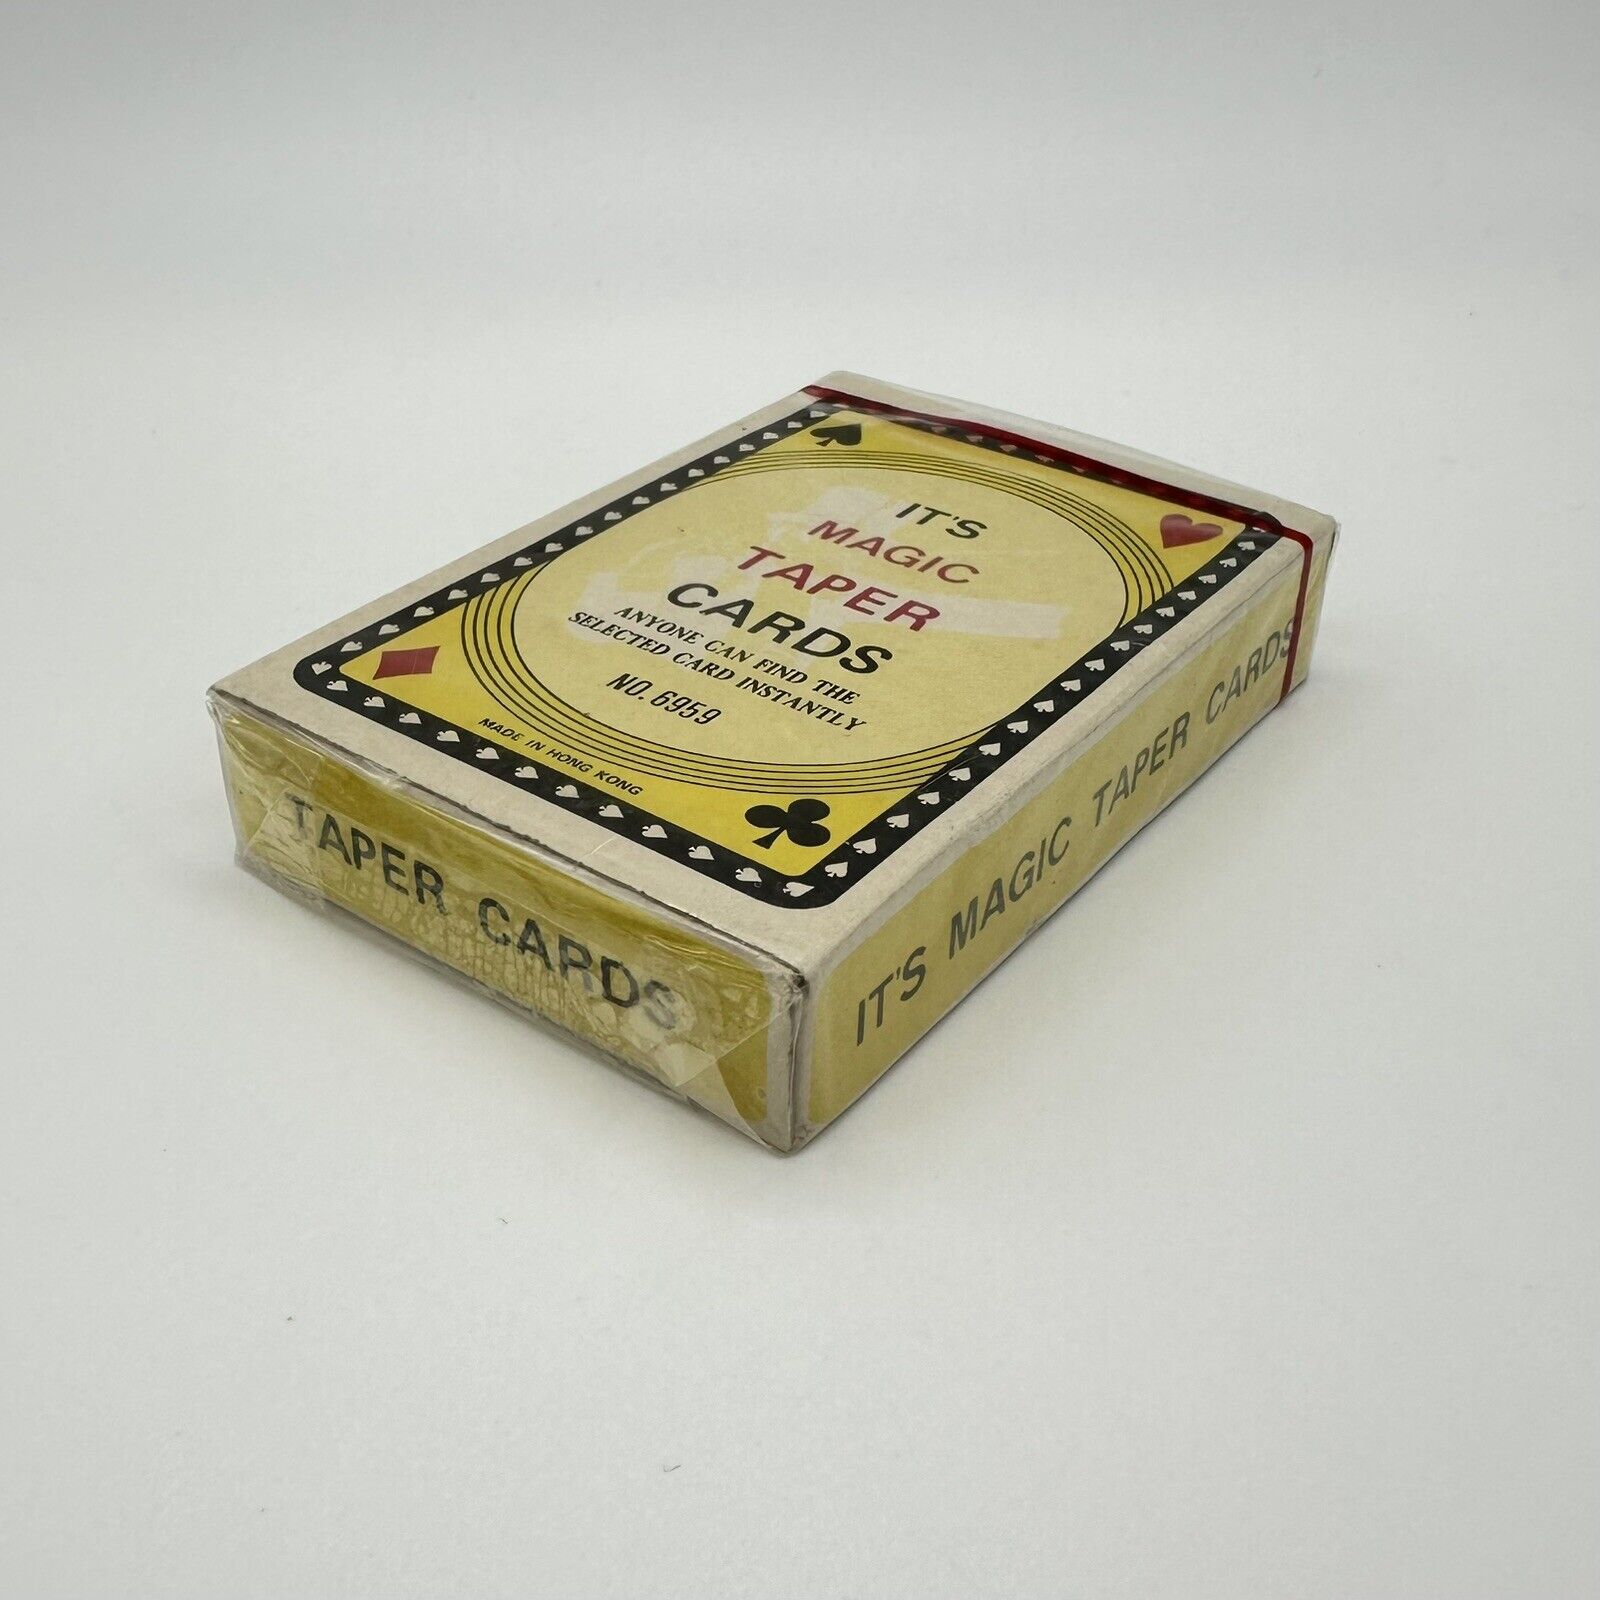 IT'S
MAGIC
TAPER
CARDS
ANYONE CAN FIND THE
SELECTED CARD INSTANTLY
NO. 6959
MADE IN HONG KONG
TAPER CARDS
IT'S MAGIC TAPER CARDS